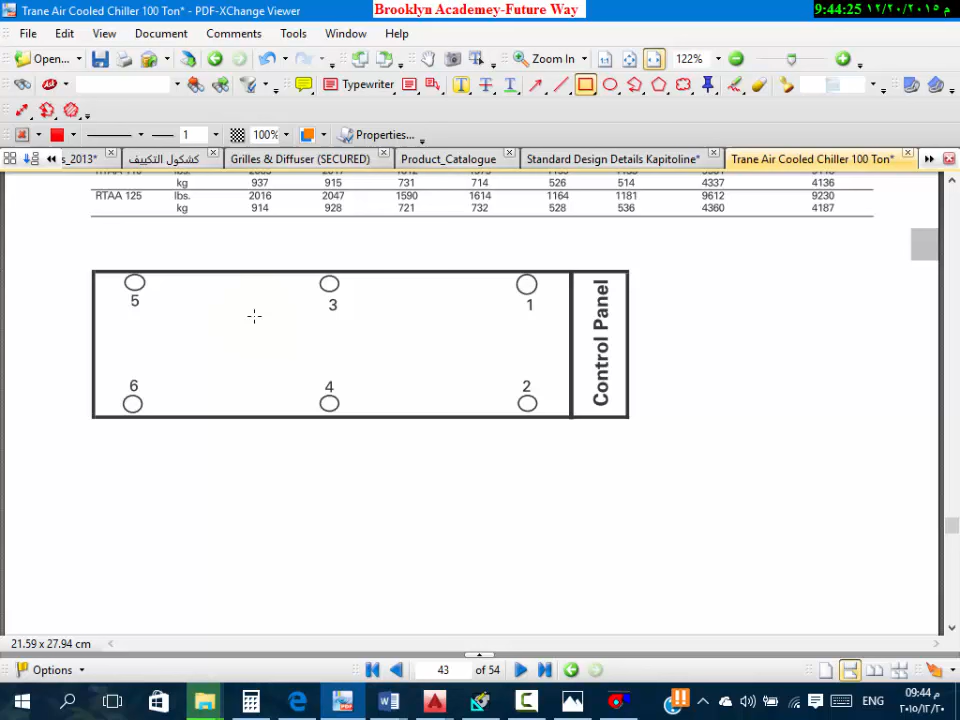 Trane Air Cooled Chiller 100 Ton* - PDF-XChange Viewer
Brooklyn Academey-Future Way
9:44:25 م ١٢/٢٠/٢٠١٥
File Edit View Document Comments Tools Window Help
Open... Zoom In 122%
Typewriter
1 100% Properties...
s_2013* كشكول التكييف Grilles & Diffuser (SECURED) Product_Catalogue Standard Design Details Kapitoline* Trane Air Cooled Chiller 100 Ton*
kg 937 915 731 714 526 514 4337 4136
RTAA 125 lbs. 2016 2047 1590 1614 1164 1181 9612 9230
kg 914 928 721 732 528 536 4360 4187
5 3 1
Control Panel
6 4 2
21.59 x 27.94 cm
Options 43 of 54
ENG
09:44 م
٢٠١٥/١٢/٢٠